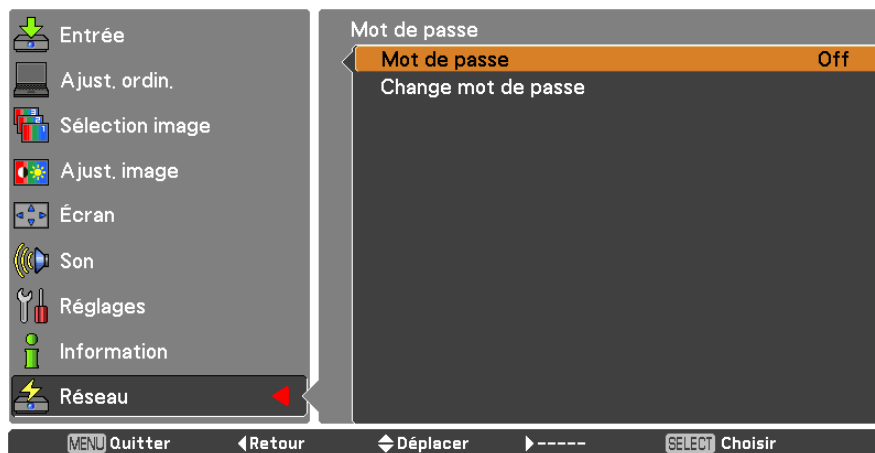 Entrée
Ajust. ordin.
Sélection image
Ajust. image
Écran
Son
Réglages
Information
Réseau
Mot de passe
Mot de passe Off
Change mot de passe
MENU Quitter Retour Déplacer ----- SELECT Choisir